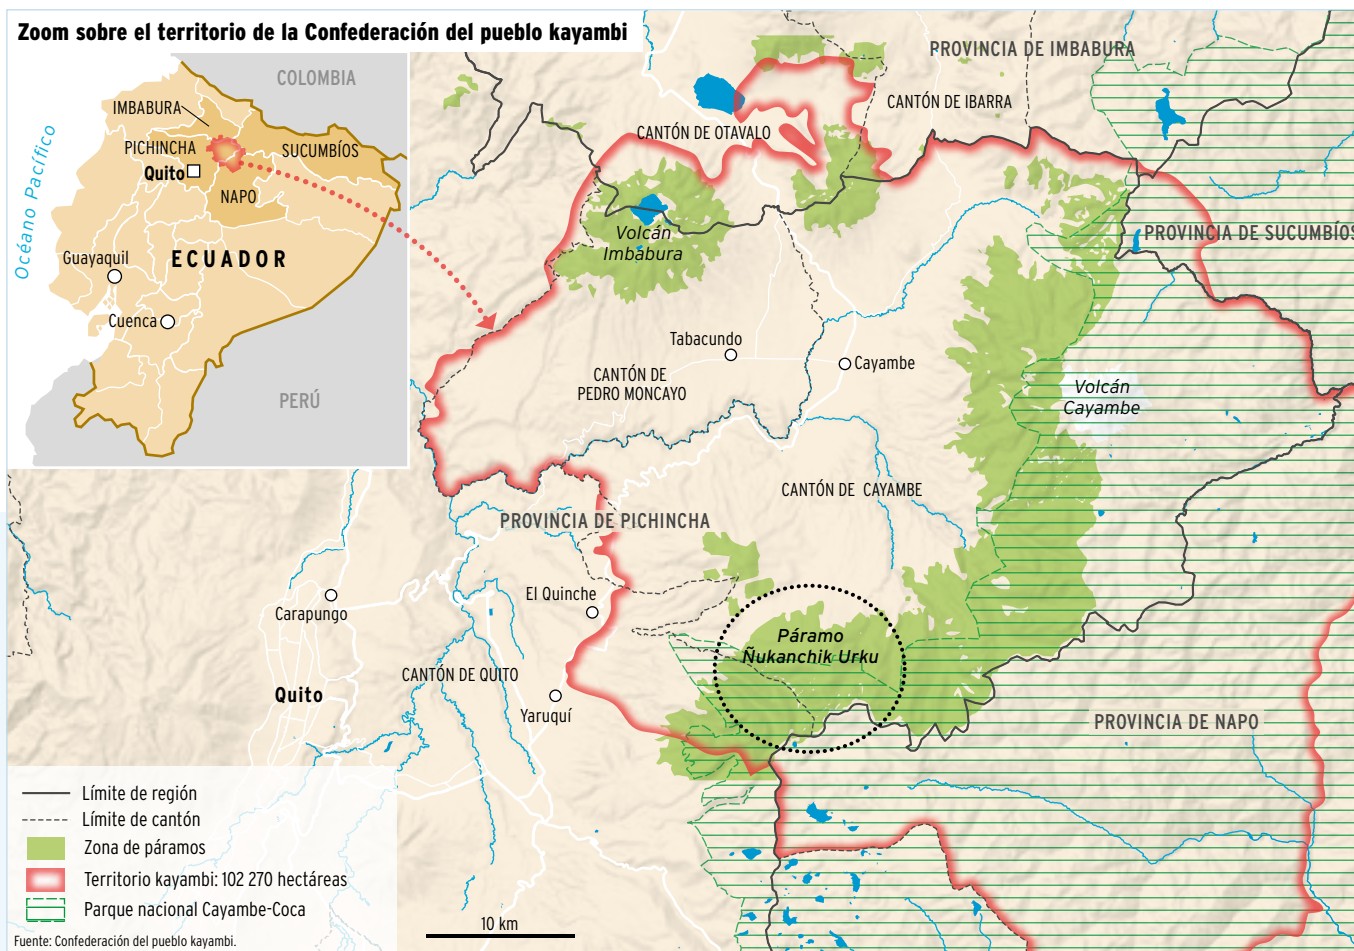 Zoom sobre el territorio de la Confederación del pueblo kayambi
COLOMBIA
IMBABURA
PICHINCHA
SUCUMBÍOS
Quito
NAPO
Océano Pacífico
Guayaquil
ECUADOR
Cuenca
PERÚ
PROVINCIA DE IMBABURA
CANTÓN DE IBARRA
CANTÓN DE OTAVALO
Volcán
Imbabura
PROVINCIA DE SUCUMBÍOS
Tabacundo
Cayambe
CANTÓN DE
PEDRO MONCAYO
Volcán
Cayambe
CANTÓN DE CAYAMBE
PROVINCIA DE PICHINCHA
El Quinche
Carapungo
Páramo
Ñukanchik Urku
CANTÓN DE QUITO
Quito
Yaruquí
PROVINCIA DE NAPO
Límite de región
Límite de cantón
Zona de páramos
Territorio kayambi: 102 270 hectáreas
Parque nacional Cayambe-Coca
10 km
Fuente: Confederación del pueblo kayambi.